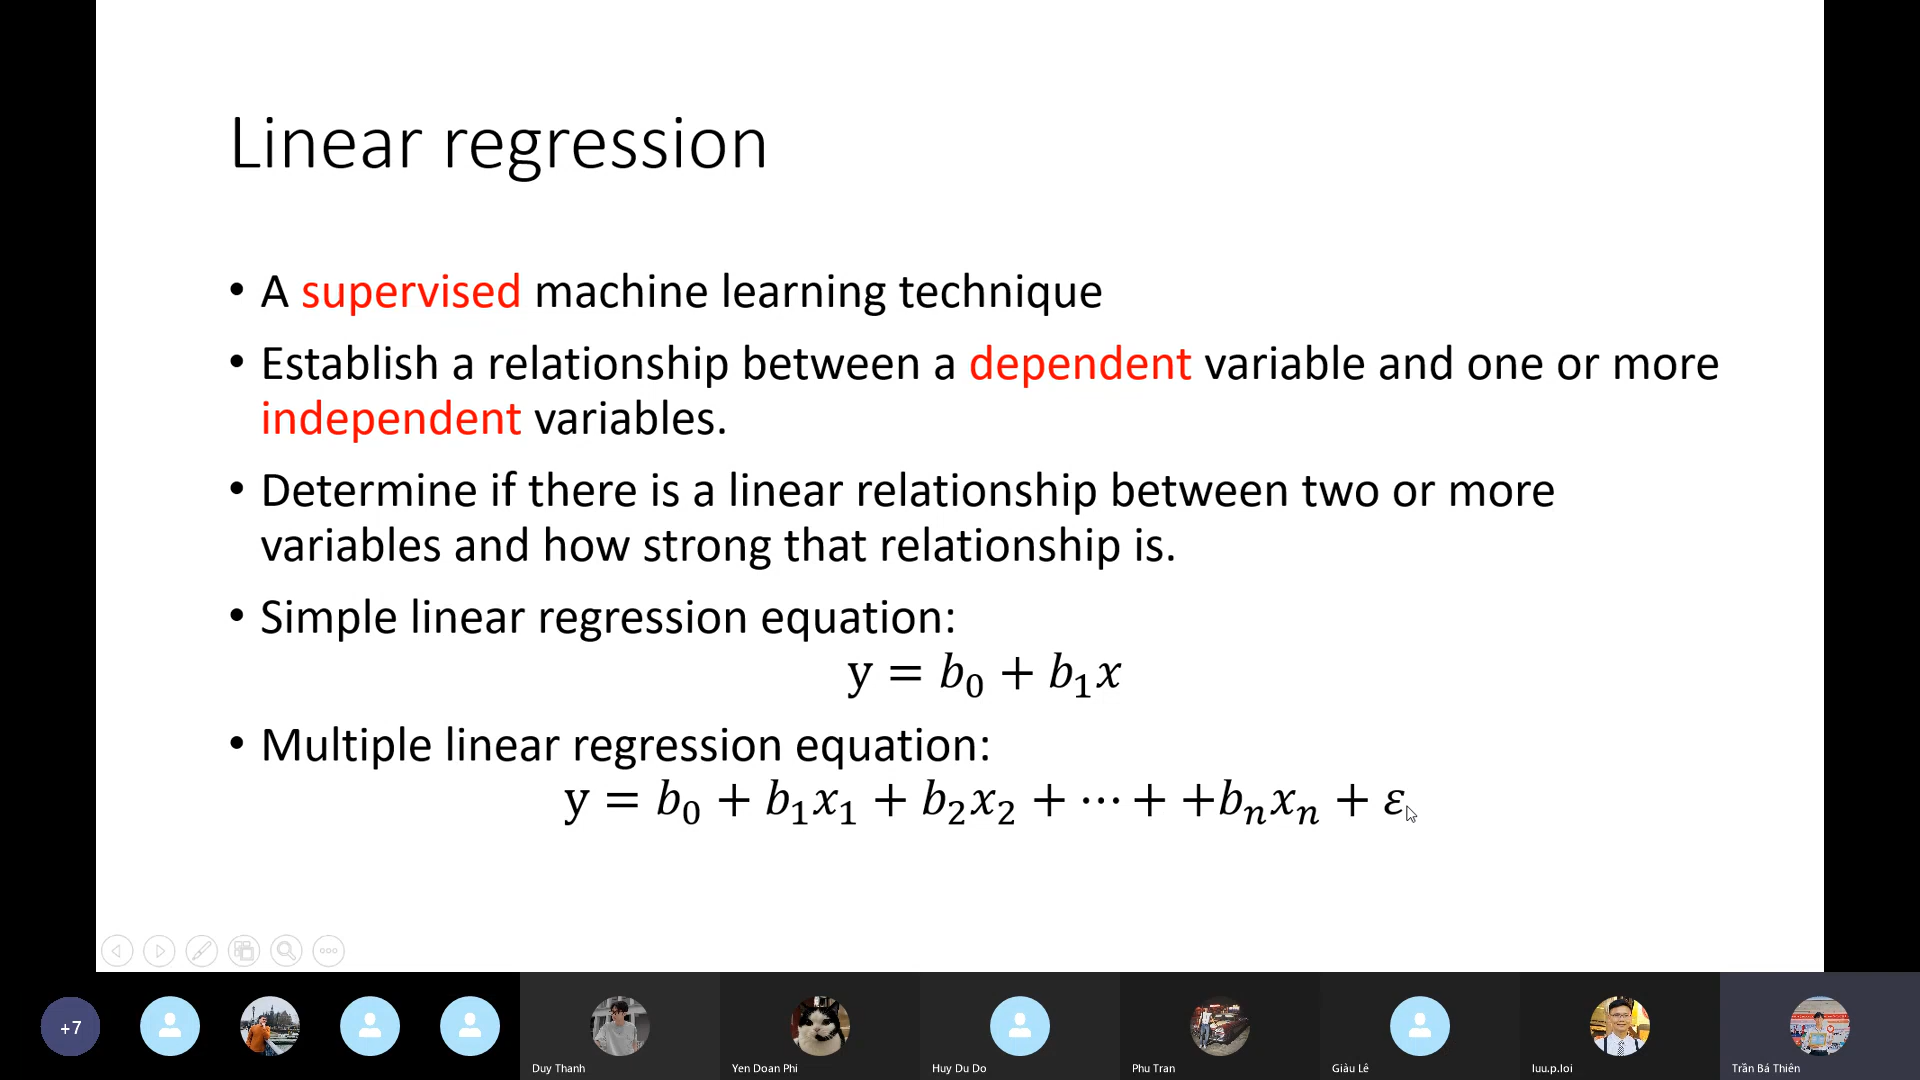 Linear regression
• A supervised machine learning technique
• Establish a relationship between a dependent variable and one or more
independent variables.
• Determine if there is a linear relationship between two or more
variables and how strong that relationship is.
• Simple linear regression equation:
y = b₀ + b₁x
• Multiple linear regression equation:
y = b₀ + b₁x₁ + b₂x₂ + ⋯ + +bₙxₙ + ε
+7
Duy Thanh
Yen Doan Phi
Huy Du Do
Phu Tran
Giàu Lê
luu.p.loi
Trần Bá Thiên